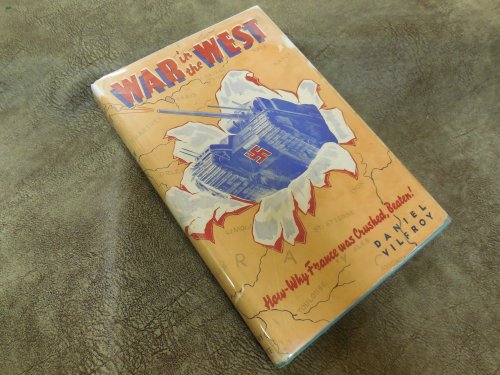 WAR in the WEST
How-Why France was Crushed, Beaten!
DANIEL
VILFROY